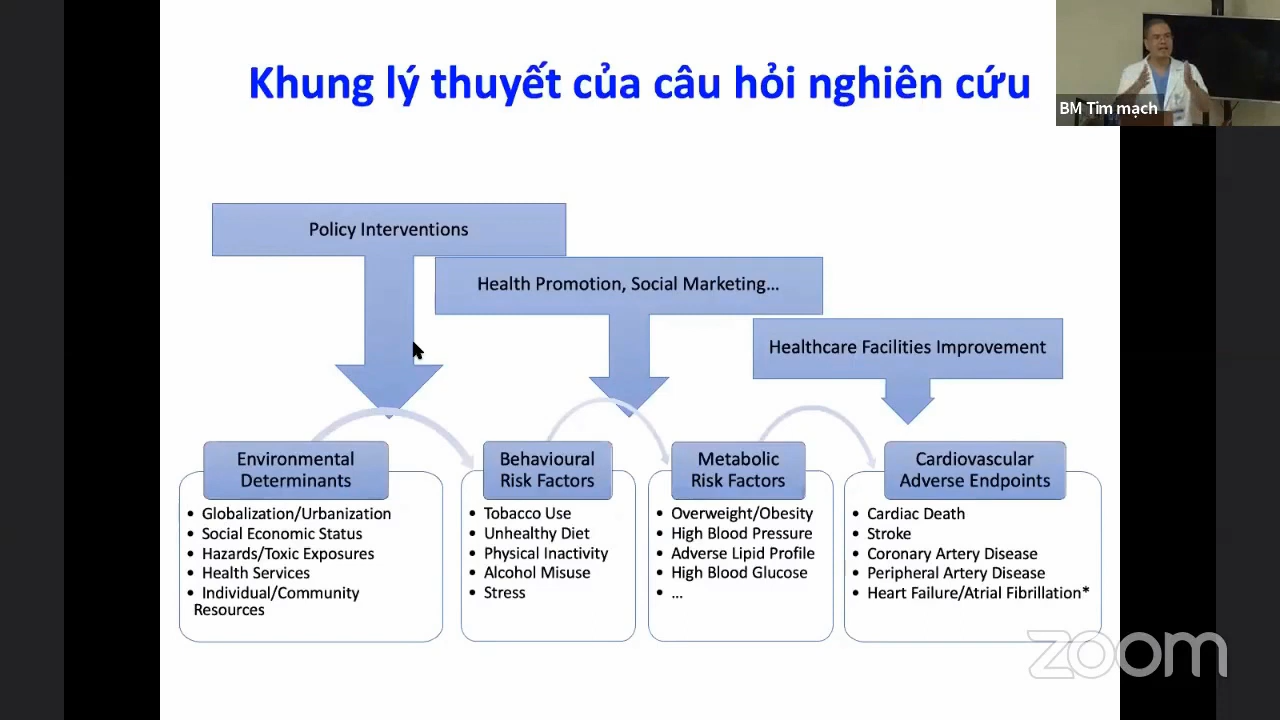 Khung lý thuyết của câu hỏi nghiên cứu
BM Tim mạch
Policy Interventions
Health Promotion, Social Marketing…
Healthcare Facilities Improvement
Environmental
Determinants
• Globalization/Urbanization
• Social Economic Status
• Hazards/Toxic Exposures
• Health Services
• Individual/Community
Resources
Behavioural
Risk Factors
• Tobacco Use
• Unhealthy Diet
• Physical Inactivity
• Alcohol Misuse
• Stress
Metabolic
Risk Factors
• Overweight/Obesity
• High Blood Pressure
• Adverse Lipid Profile
• High Blood Glucose
• …
Cardiovascular
Adverse Endpoints
• Cardiac Death
• Stroke
• Coronary Artery Disease
• Peripheral Artery Disease
• Heart Failure/Atrial Fibrillation*
zoom